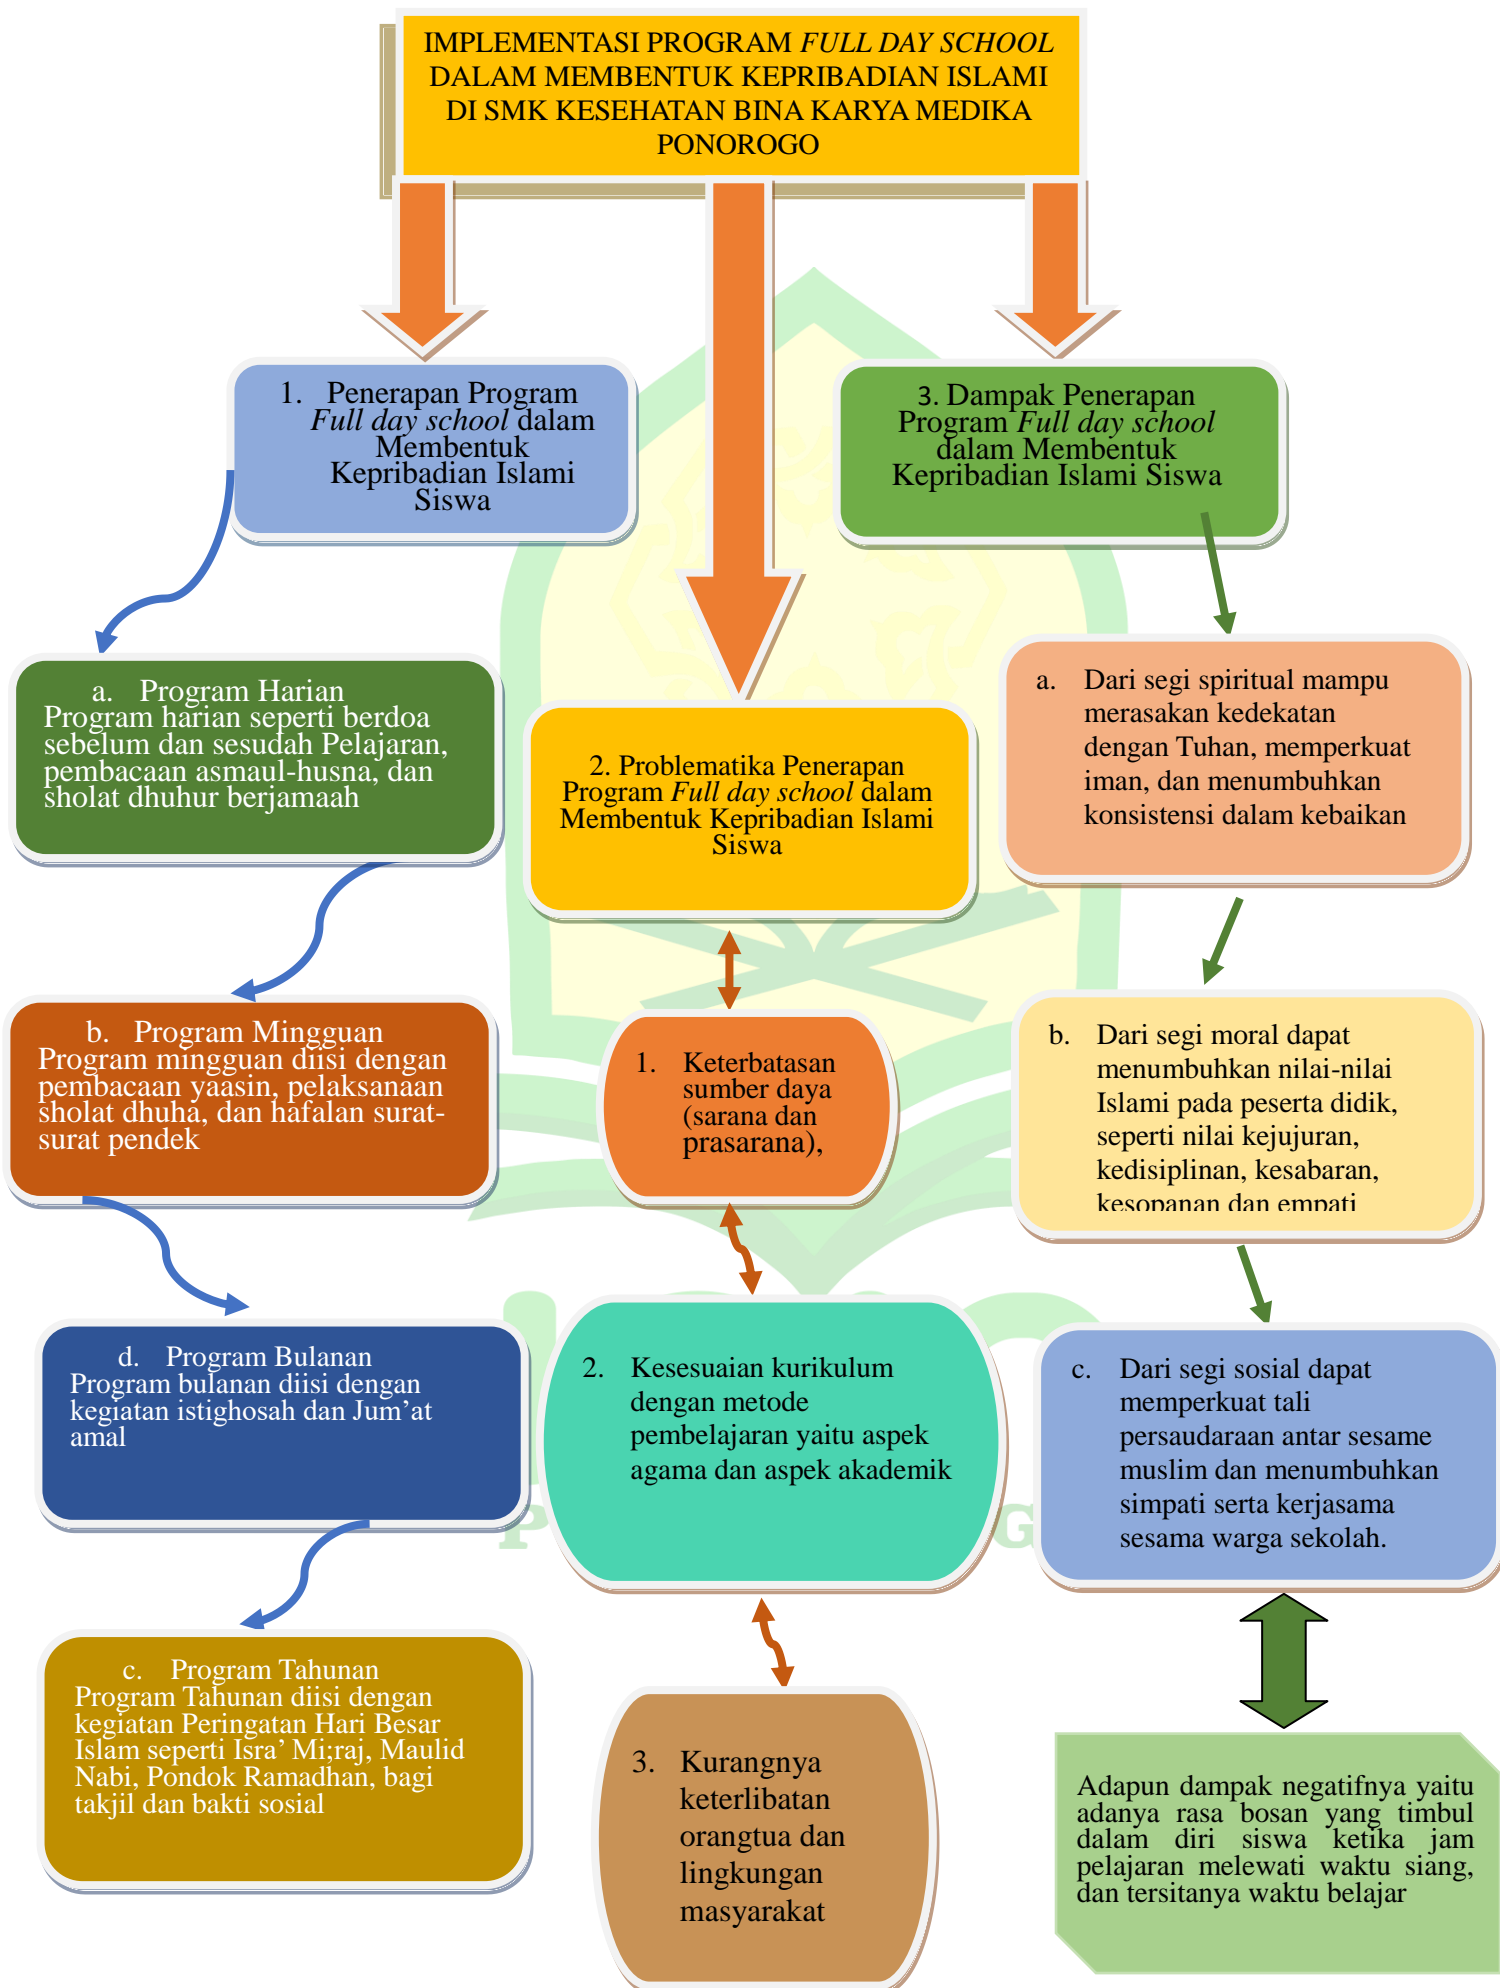 IMPLEMENTASI PROGRAM FULL DAY SCHOOL
DALAM MEMBENTUK KEPRIBADIAN ISLAMI
DI SMK KESEHATAN BINA KARYA MEDIKA
PONOROGO
1. Penerapan Program
Full day school dalam
Membentuk
Kepribadian Islami
Siswa
a. Program Harian
Program harian seperti berdoa
sebelum dan sesudah Pelajaran,
pembacaan asmaul-husna, dan
sholat dhuhur berjamaah
b. Program Mingguan
Program mingguan diisi dengan
pembacaan yaasin, pelaksanaan
sholat dhuha, dan hafalan surat-
surat pendek
d. Program Bulanan
Program bulanan diisi dengan
kegiatan istighosah dan Jum’at
amal
c. Program Tahunan
Program Tahunan diisi dengan
kegiatan Peringatan Hari Besar
Islam seperti Isra’ Mi;raj, Maulid
Nabi, Pondok Ramadhan, bagi
takjil dan bakti sosial
2. Problematika Penerapan
Program Full day school dalam
Membentuk Kepribadian Islami
Siswa
1. Keterbatasan
sumber daya
(sarana dan
prasarana),
2. Kesesuaian kurikulum
dengan metode
pembelajaran yaitu aspek
agama dan aspek akademik
3. Kurangnya
keterlibatan
orangtua dan
lingkungan
masyarakat
3. Dampak Penerapan
Program Full day school
dalam Membentuk
Kepribadian Islami Siswa
a. Dari segi spiritual mampu
merasakan kedekatan
dengan Tuhan, memperkuat
iman, dan menumbuhkan
konsistensi dalam kebaikan
b. Dari segi moral dapat
menumbuhkan nilai-nilai
Islami pada peserta didik,
seperti nilai kejujuran,
kedisiplinan, kesabaran,
kesopanan dan empati
c. Dari segi sosial dapat
memperkuat tali
persaudaraan antar sesame
muslim dan menumbuhkan
simpati serta kerjasama
sesama warga sekolah.
Adapun dampak negatifnya yaitu
adanya rasa bosan yang timbul
dalam diri siswa ketika jam
pelajaran melewati waktu siang,
dan tersitanya waktu belajar